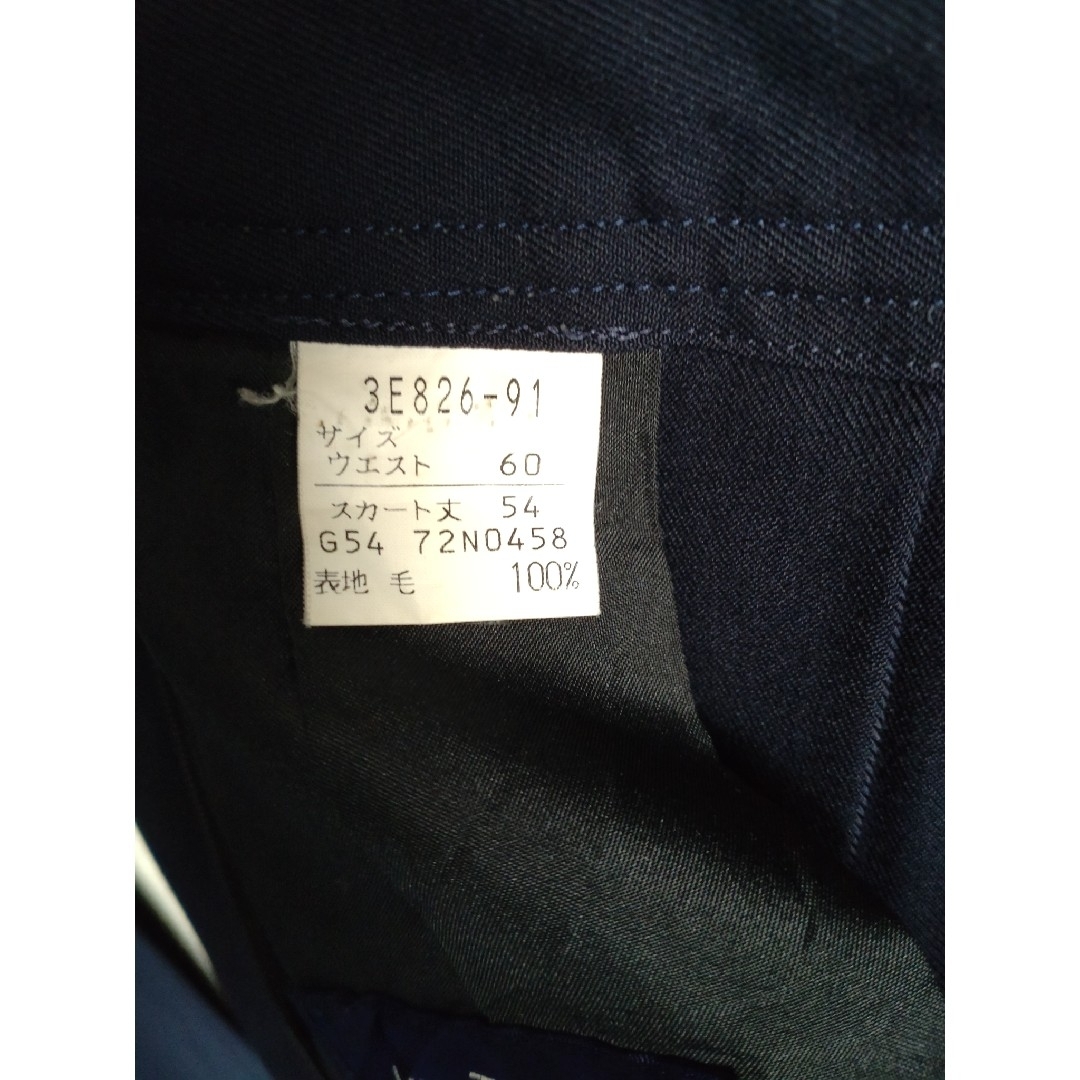 3E826-91
サイズ
ウエスト 60
スカート丈 54
G54 72N0458
表地 毛 100%